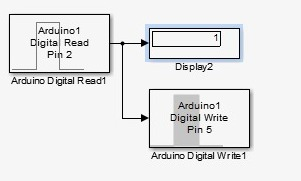 Arduino1
Digital Read
Pin 2
Arduino Digital Read1
1
Display2
Arduino1
Digital Write
Pin 5
Arduino Digital Write1